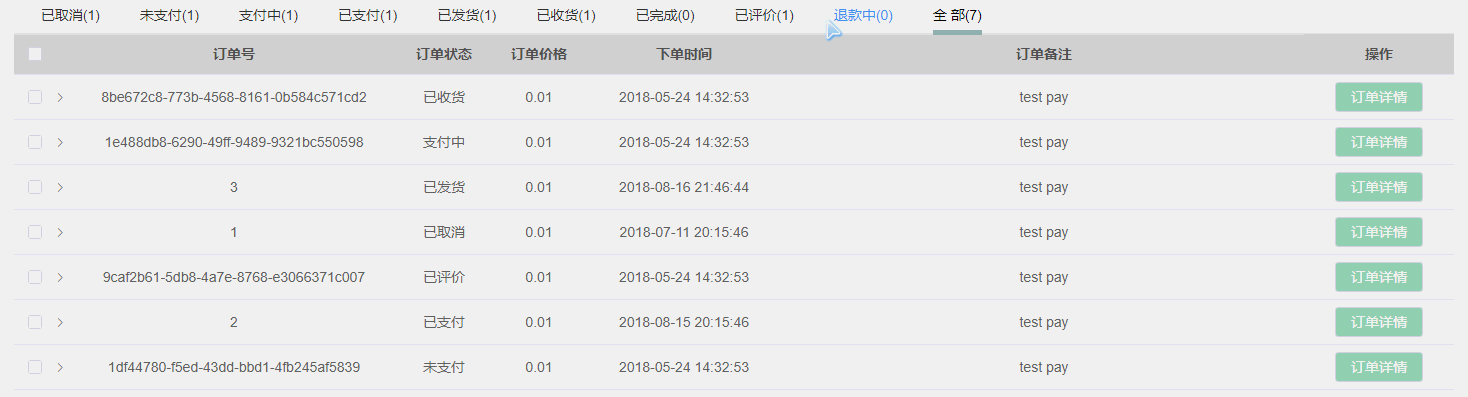 已取消(1) 未支付(1) 支付中(1) 已支付(1) 已发货(1) 已收货(1) 已完成(0) 已评价(1) 退款中(0) 全 部(7)
订单号 订单状态 订单价格 下单时间 订单备注 操作
8be672c8-773b-4568-8161-0b584c571cd2 已收货 0.01 2018-05-24 14:32:53 test pay 订单详情
1e488db8-6290-49ff-9489-9321bc550598 支付中 0.01 2018-05-24 14:32:53 test pay 订单详情
3 已发货 0.01 2018-08-16 21:46:44 test pay 订单详情
1 已取消 0.01 2018-07-11 20:15:46 test pay 订单详情
9caf2b61-5db8-4a7e-8768-e3066371c007 已评价 0.01 2018-05-24 14:32:53 test pay 订单详情
2 已支付 0.01 2018-08-15 20:15:46 test pay 订单详情
1df44780-f5ed-43dd-bbd1-4fb245af5839 未支付 0.01 2018-05-24 14:32:53 test pay 订单详情